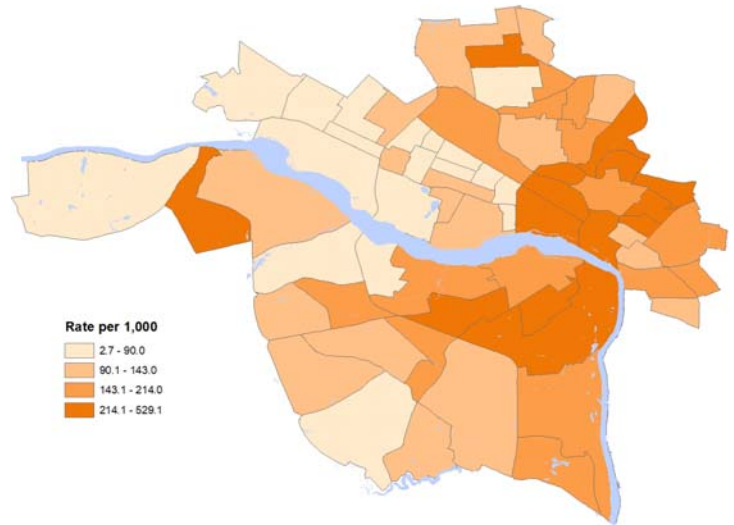 Rate per 1,000
2.7 - 90.0
90.1 - 143.0
143.1 - 214.0
214.1 - 529.1